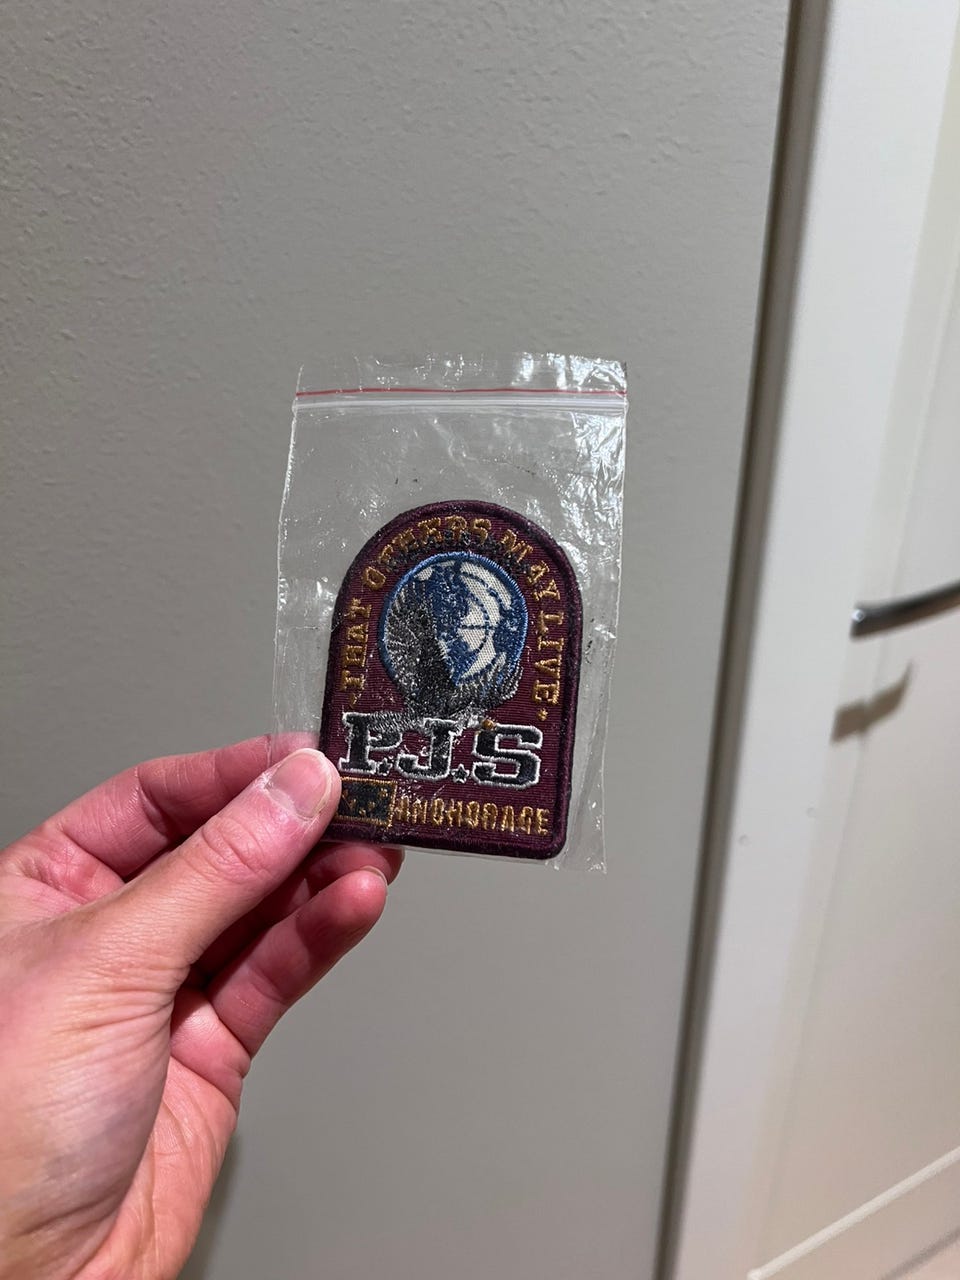 THAT OTHERS MAY LIVE
P.J.'S
ANCHORAGE